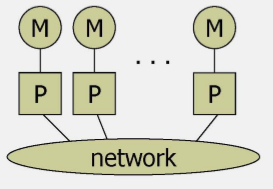 M M . . . M
P P P
network